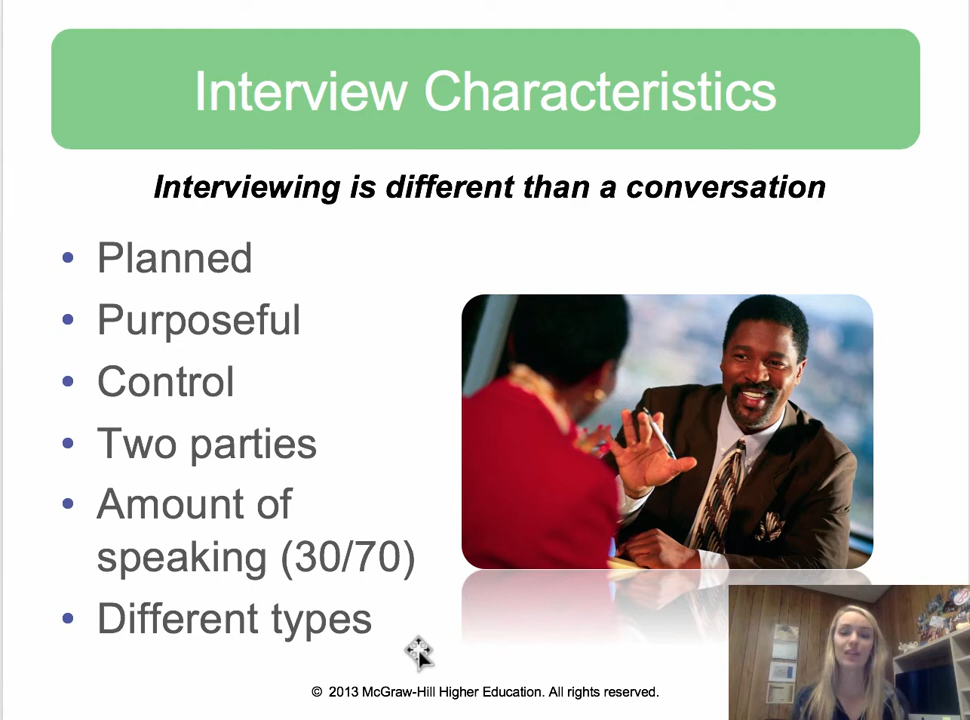 Interview Characteristics
Interviewing is different than a conversation
• Planned
• Purposeful
• Control
• Two parties
• Amount of
speaking (30/70)
• Different types
© 2013 McGraw-Hill Higher Education. All rights reserved.